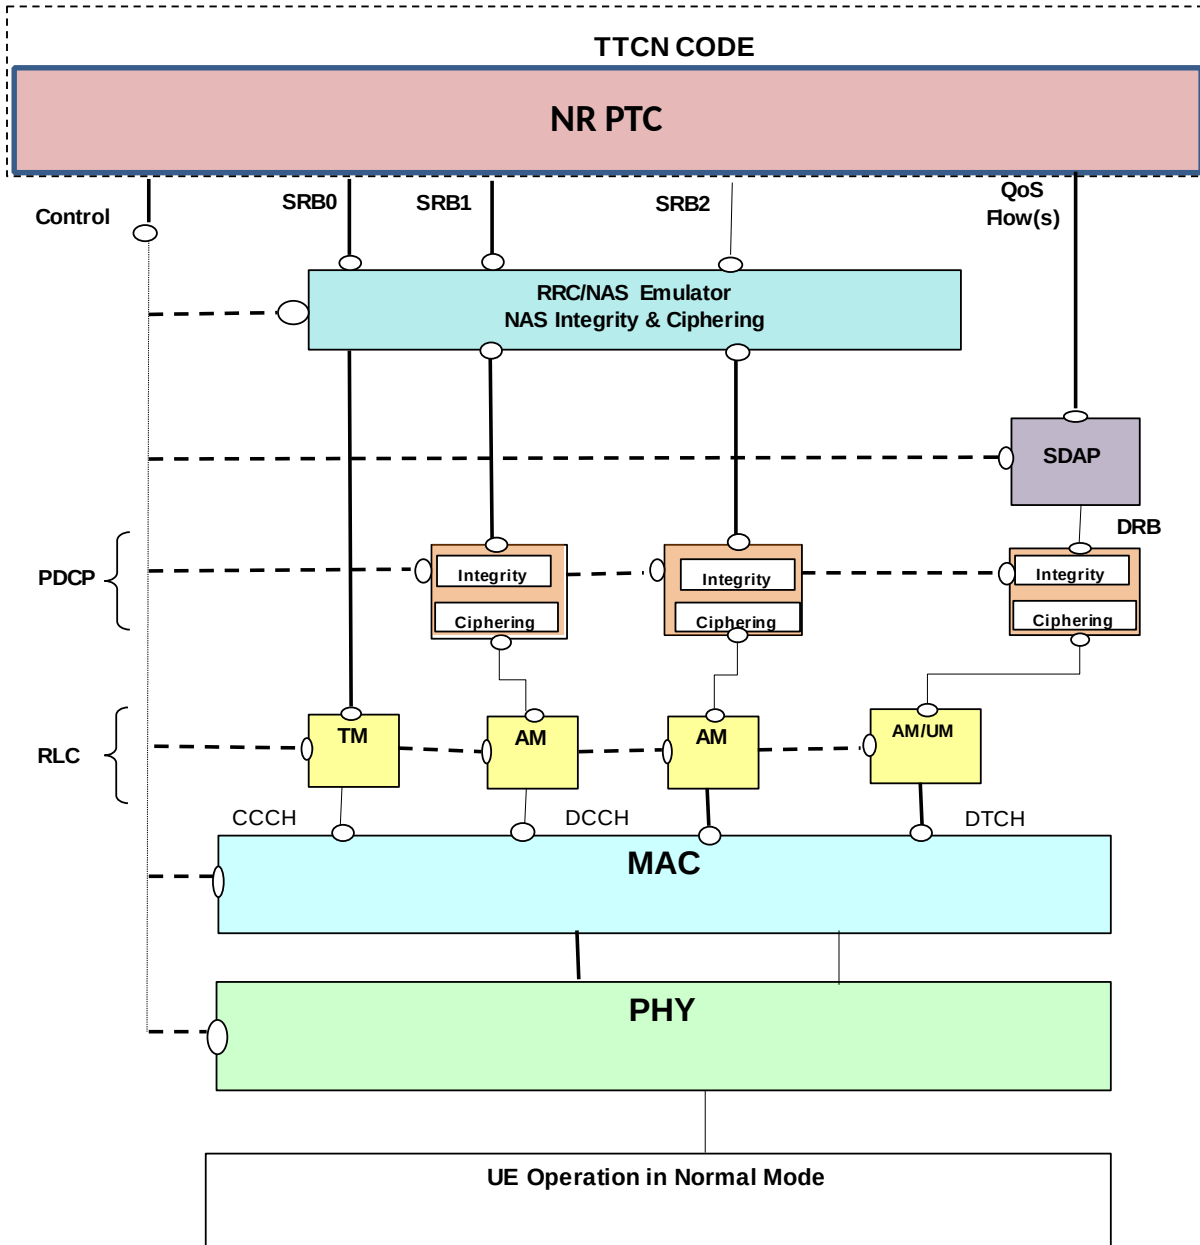 TTCN CODE
NR PTC
Control
SRB0
SRB1
SRB2
QoS
Flow(s)
RRC/NAS Emulator
NAS Integrity & Ciphering
SDAP
DRB
PDCP
Integrity
Ciphering
Integrity
Ciphering
Integrity
Ciphering
RLC
TM
AM
AM
AM/UM
CCCH
DCCH
DTCH
MAC
PHY
UE Operation in Normal Mode